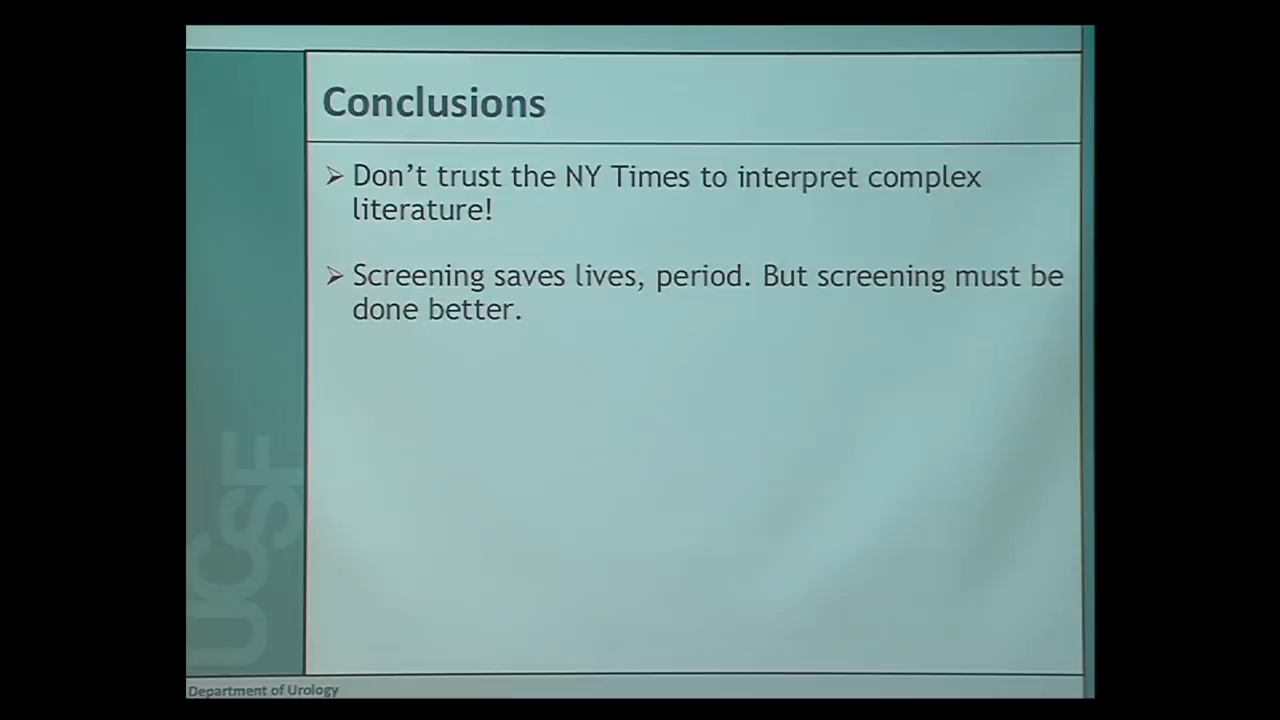 Conclusions
➢ Don't trust the NY Times to interpret complex
literature!
➢ Screening saves lives, period. But screening must be
done better.
UCSF
Department of Urology